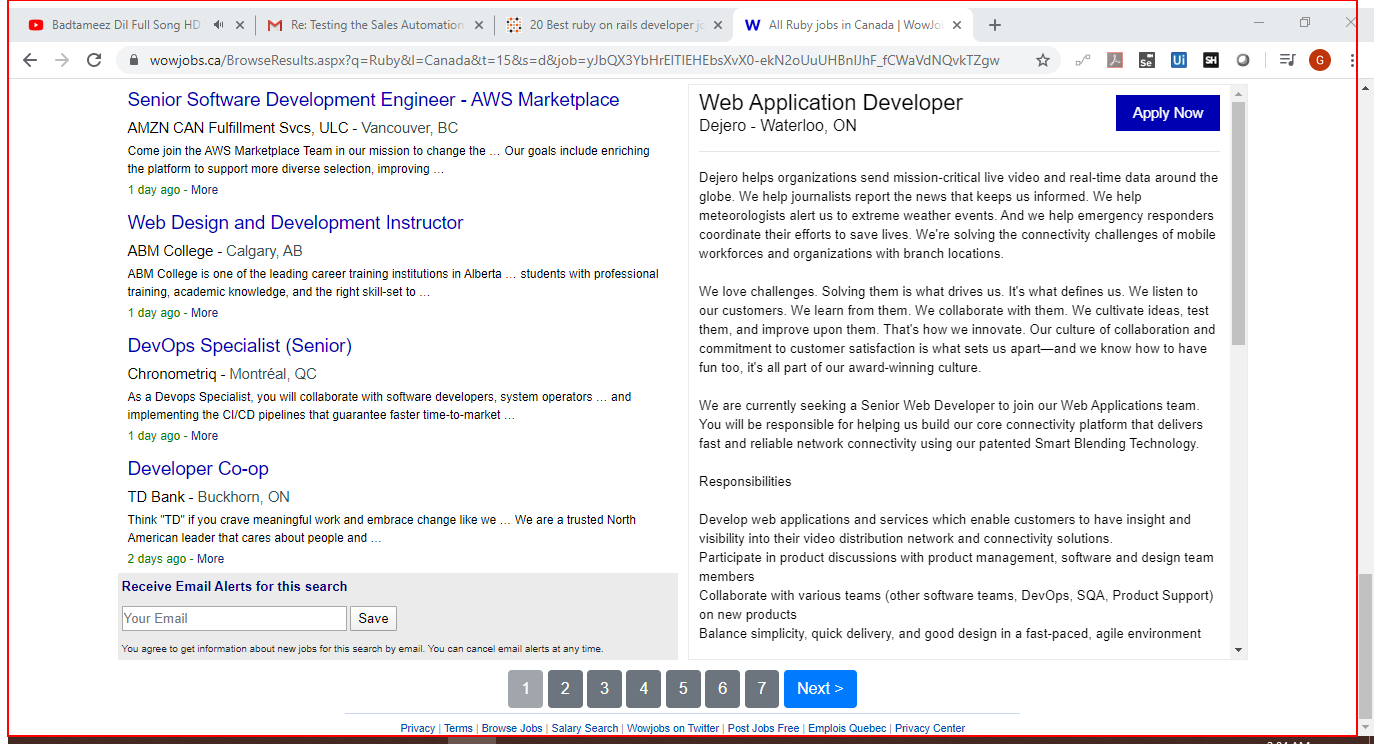 Badtameez Dil Full Song HD
Re: Testing the Sales Automation
20 Best ruby on rails developer jo
All Ruby jobs in Canada | WowJo
wowjobs.ca/BrowseResults.aspx?q=Ruby&l=Canada&t=15&s=d&job=yJbQX3YbHrElTlEHEbsXvX0-ekN2oUuUHBnIJhF_fCWaVdNQvkTZgw
Se
Ui
SH
G
Senior Software Development Engineer - AWS Marketplace
AMZN CAN Fulfillment Svcs, ULC - Vancouver, BC
Come join the AWS Marketplace Team in our mission to change the … Our goals include enriching
the platform to support more diverse selection, improving …
1 day ago - More
Web Design and Development Instructor
ABM College - Calgary, AB
ABM College is one of the leading career training institutions in Alberta … students with professional
training, academic knowledge, and the right skill-set to …
1 day ago - More
DevOps Specialist (Senior)
Chronometriq - Montréal, QC
As a Devops Specialist, you will collaborate with software developers, system operators … and
implementing the CI/CD pipelines that guarantee faster time-to-market …
1 day ago - More
Developer Co-op
TD Bank - Buckhorn, ON
Think "TD" if you crave meaningful work and embrace change like we … We are a trusted North
American leader that cares about people and …
2 days ago - More
Receive Email Alerts for this search
Your Email
Save
You agree to get information about new jobs for this search by email. You can cancel email alerts at any time.
Web Application Developer
Apply Now
Dejero - Waterloo, ON
Dejero helps organizations send mission-critical live video and real-time data around the
globe. We help journalists report the news that keeps us informed. We help
meteorologists alert us to extreme weather events. And we help emergency responders
coordinate their efforts to save lives. We're solving the connectivity challenges of mobile
workforces and organizations with branch locations.
We love challenges. Solving them is what drives us. It's what defines us. We listen to
our customers. We learn from them. We collaborate with them. We cultivate ideas, test
them, and improve upon them. That's how we innovate. Our culture of collaboration and
commitment to customer satisfaction is what sets us apart—and we know how to have
fun too, it's all part of our award-winning culture.
We are currently seeking a Senior Web Developer to join our Web Applications team.
You will be responsible for helping us build our core connectivity platform that delivers
fast and reliable network connectivity using our patented Smart Blending Technology.
Responsibilities
Develop web applications and services which enable customers to have insight and
visibility into their video distribution network and connectivity solutions.
Participate in product discussions with product management, software and design team
members
Collaborate with various teams (other software teams, DevOps, SQA, Product Support)
on new products
Balance simplicity, quick delivery, and good design in a fast-paced, agile environment
1 2 3 4 5 6 7 Next >
Privacy | Terms | Browse Jobs | Salary Search | Wowjobs on Twitter | Post Jobs Free | Emplois Quebec | Privacy Center